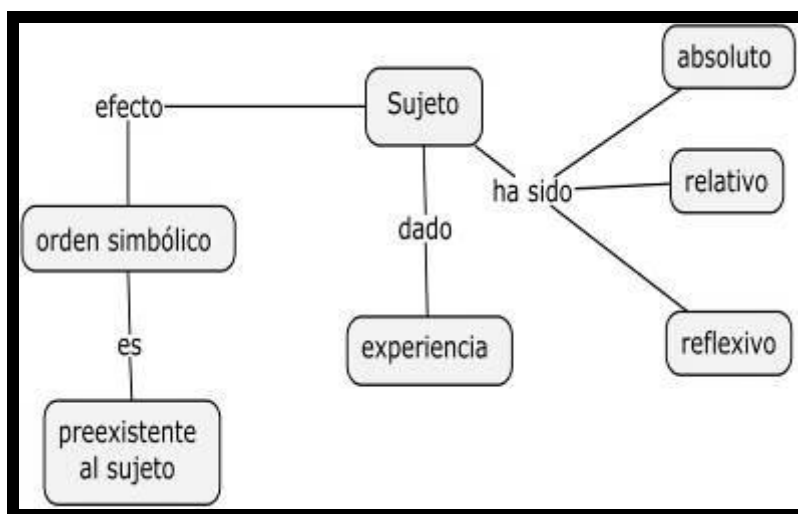 absoluto
efecto
Sujeto
ha sido
relativo
dado
orden simbólico
es
experiencia
reflexivo
preexistente
al sujeto